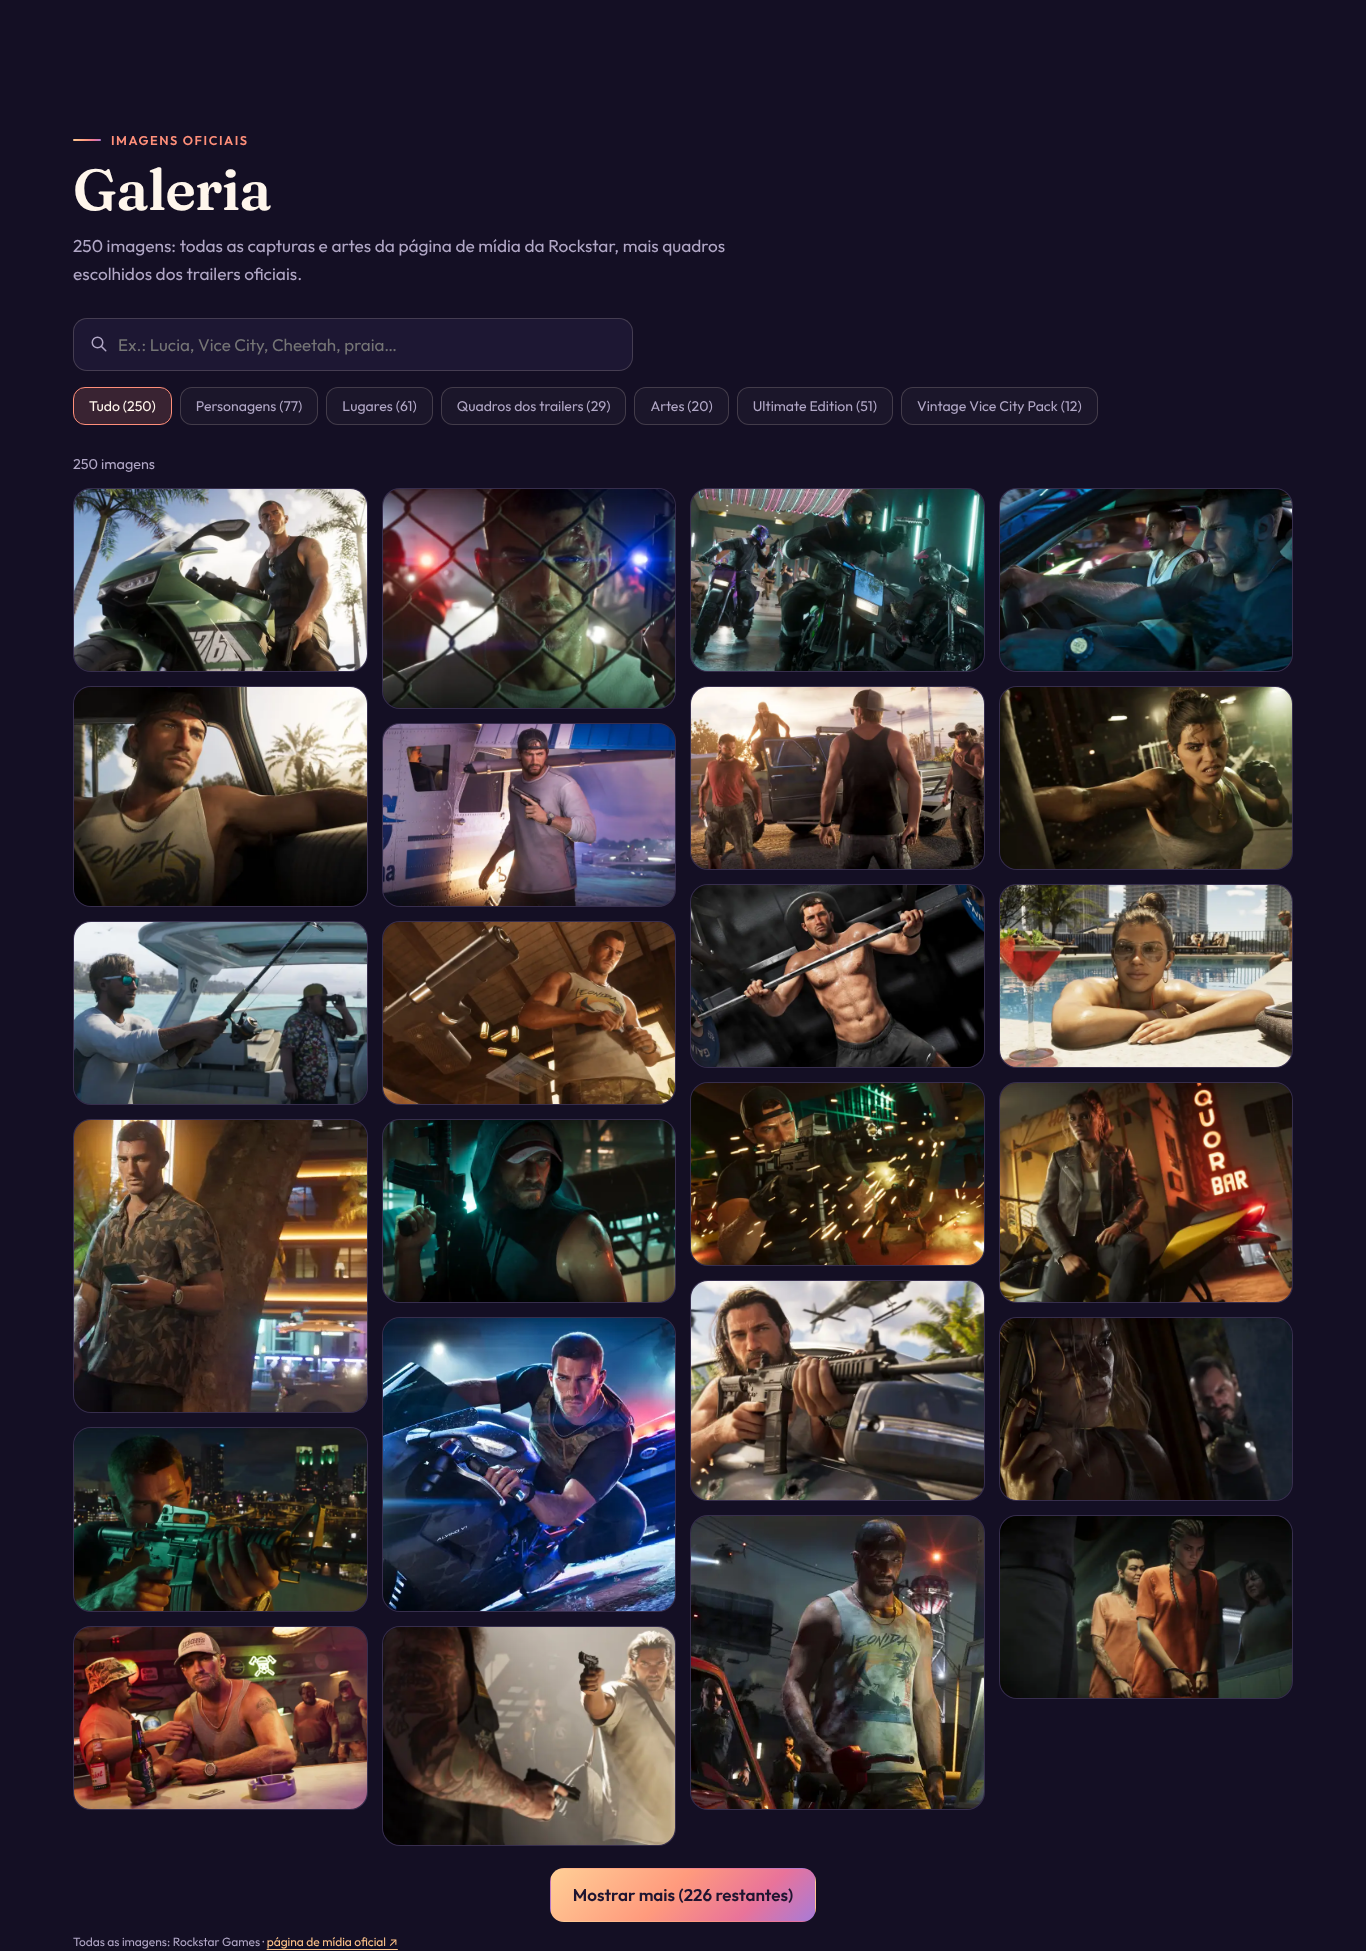 IMAGENS OFICIAIS
Galeria
250 imagens: todas as capturas e artes da página de mídia da Rockstar, mais quadros
escolhidos dos trailers oficiais.
Ex.: Lucia, Vice City, Cheetah, praia...
Tudo (250)
Personagens (77)
Lugares (61)
Quadros dos trailers (29)
Artes (20)
Ultimate Edition (51)
Vintage Vice City Pack (12)
250 imagens
LEONIDA
QUOR
BAR
LEONIDA
Mostrar mais (226 restantes)
Todas as imagens: Rockstar Games · página de mídia oficial ↗